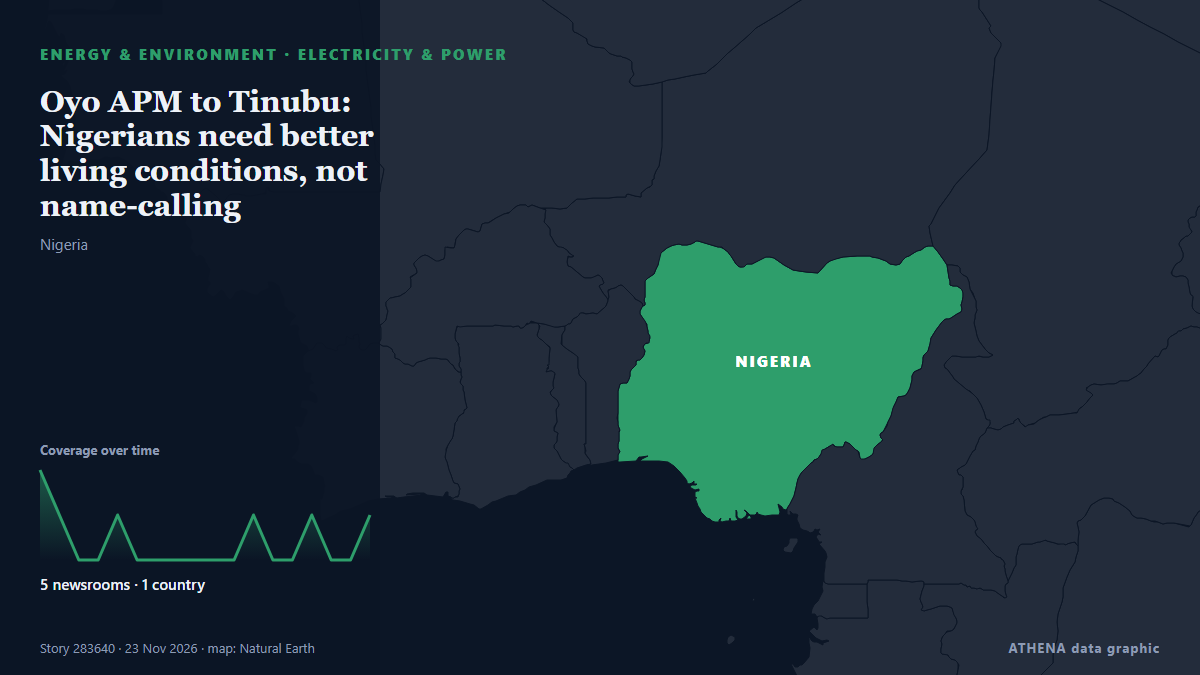 ENERGY & ENVIRONMENT · ELECTRICITY & POWER
Oyo APM to Tinubu:
Nigerians need better
living conditions, not
name-calling
Nigeria
NIGERIA
Coverage over time
5 newsrooms · 1 country
Story 283640 · 23 Nov 2026 · map: Natural Earth
ATHENA data graphic